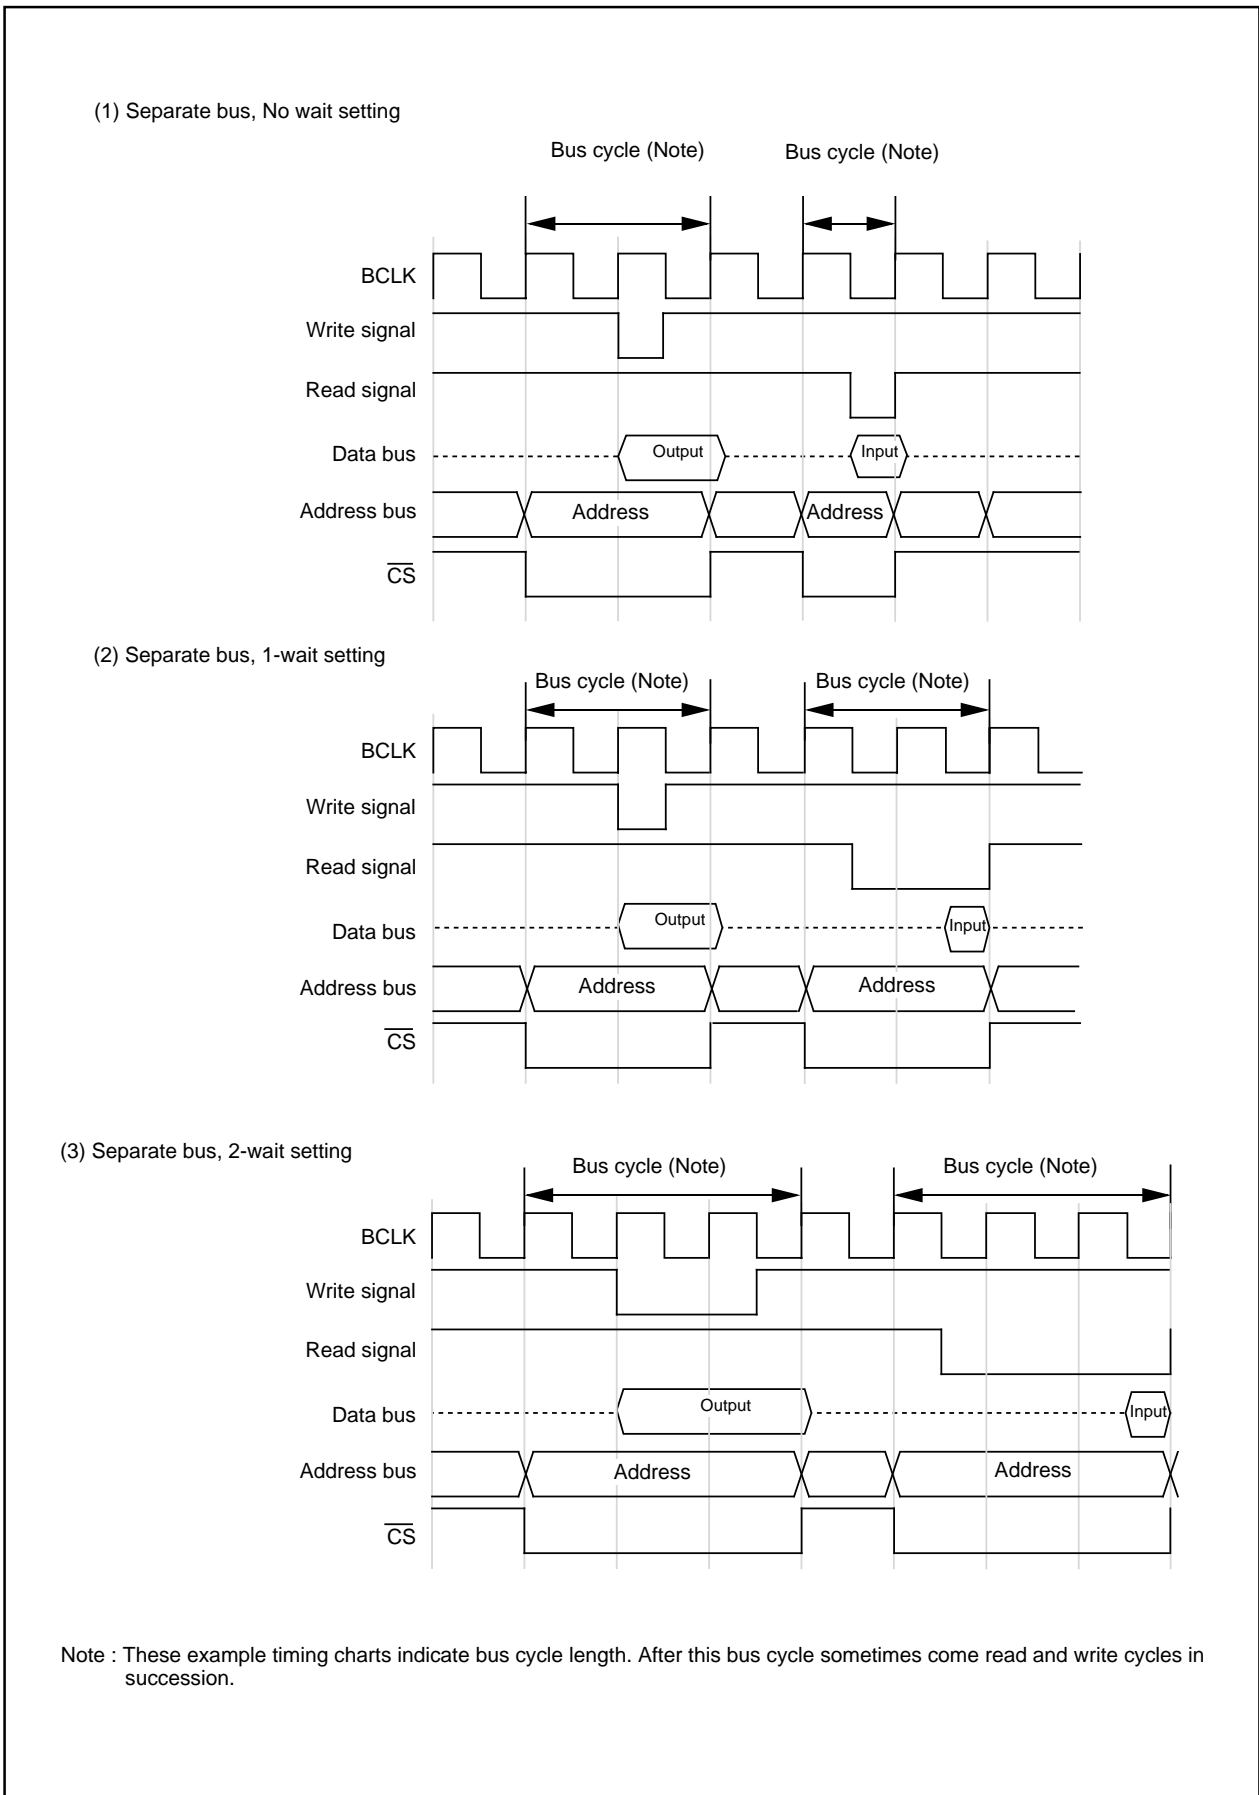 (1) Separate bus, No wait setting
Bus cycle (Note) Bus cycle (Note)
BCLK
Write signal
Read signal
Data bus Output Input
Address bus Address Address
CS
(2) Separate bus, 1-wait setting
Bus cycle (Note) Bus cycle (Note)
BCLK
Write signal
Read signal
Data bus Output Input
Address bus Address Address
CS
(3) Separate bus, 2-wait setting
Bus cycle (Note) Bus cycle (Note)
BCLK
Write signal
Read signal
Data bus Output Input
Address bus Address Address
CS
Note : These example timing charts indicate bus cycle length. After this bus cycle sometimes come read and write cycles in
succession.